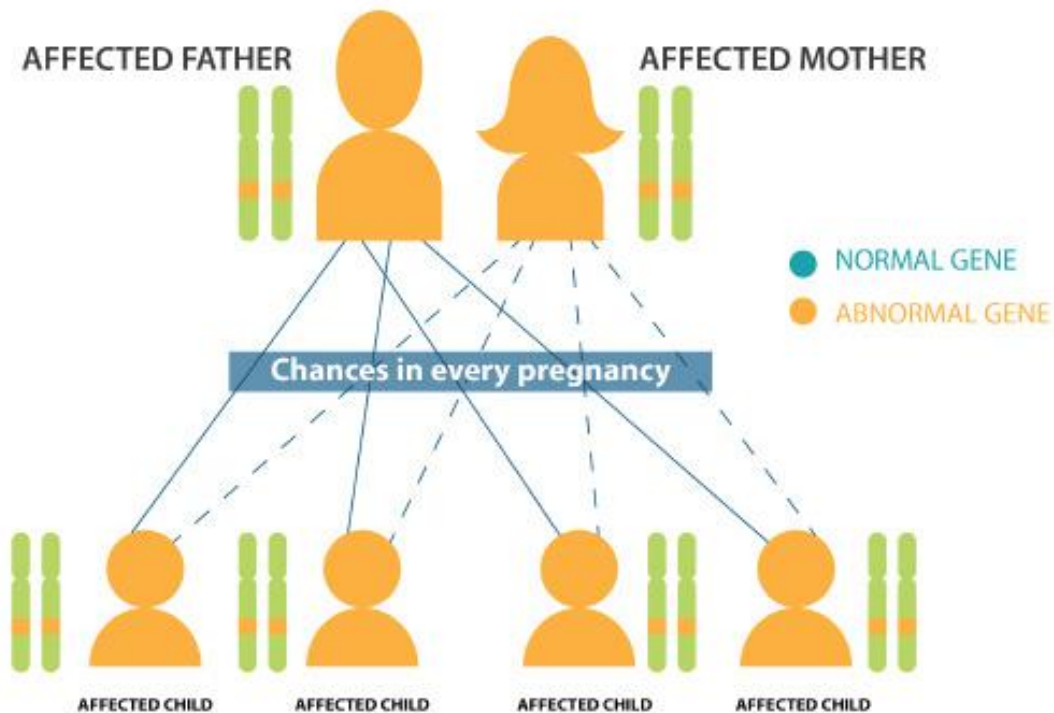 AFFECTED FATHER
AFFECTED MOTHER
NORMAL GENE
ABNORMAL GENE
Chances in every pregnancy
AFFECTED CHILD
AFFECTED CHILD
AFFECTED CHILD
AFFECTED CHILD